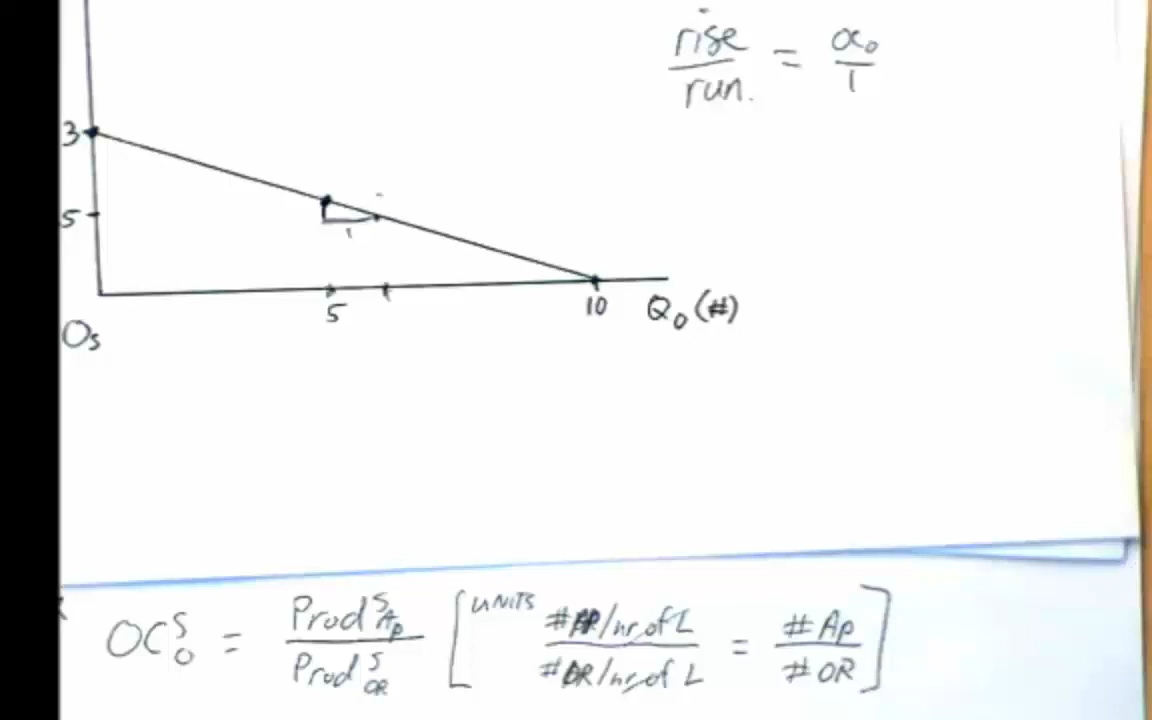 rise / run. = α₀ / 1
3
5
1
5 10 Q₀ (#)
Os
OC^S_O = Prod^S_Ap / Prod^S_OR [UNITS #AP/hr of L / #OR/hr of L = #Ap / #OR]